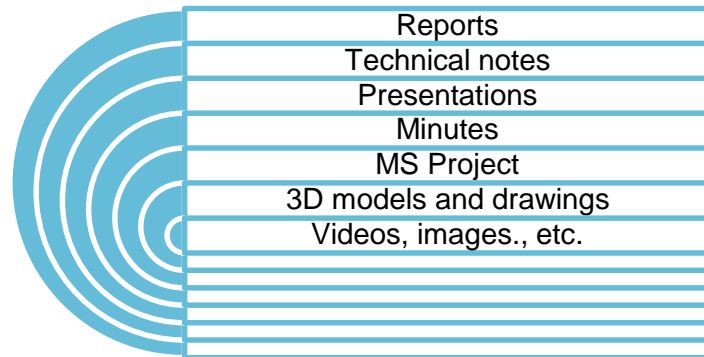 Reports
Technical notes
Presentations
Minutes
MS Project
3D models and drawings
Videos, images., etc.